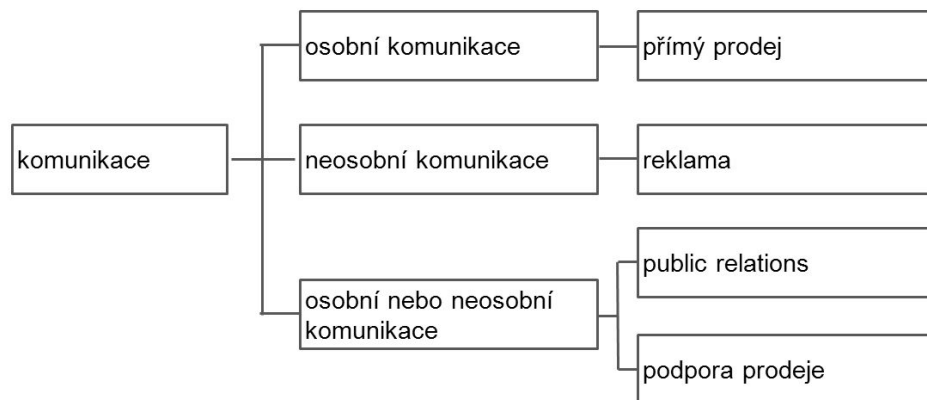 osobní komunikace
přímý prodej
komunikace
neosobní komunikace
reklama
osobní nebo neosobní
komunikace
public relations
podpora prodeje